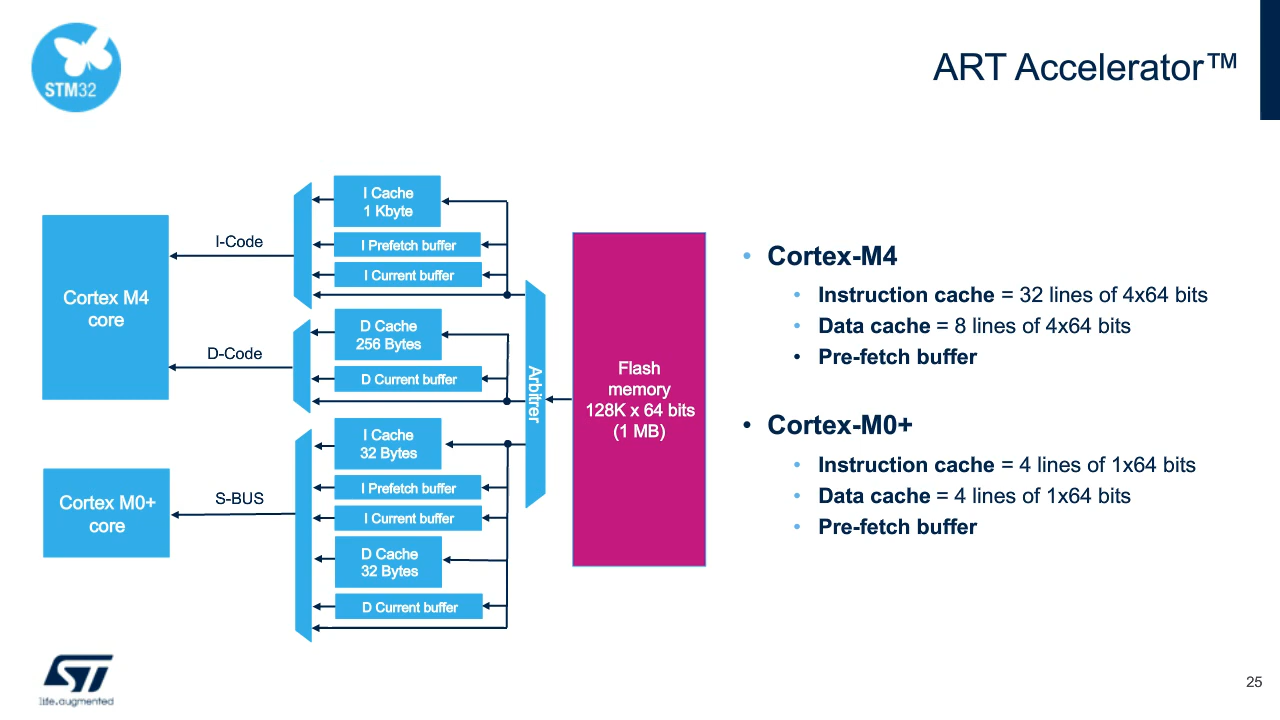 STM32
ART Accelerator™
I Cache
1 Kbyte
I-Code
I Prefetch buffer
I Current buffer
Cortex M4
core
D Cache
256 Bytes
D-Code
D Current buffer
Arbitrer
Flash
memory
128K x 64 bits
(1 MB)
I Cache
32 Bytes
Cortex M0+
core
S-BUS
I Prefetch buffer
I Current buffer
D Cache
32 Bytes
D Current buffer
• Cortex-M4
• Instruction cache = 32 lines of 4x64 bits
• Data cache = 8 lines of 4x64 bits
• Pre-fetch buffer
• Cortex-M0+
• Instruction cache = 4 lines of 1x64 bits
• Data cache = 4 lines of 1x64 bits
• Pre-fetch buffer
ST
life.augmented
25